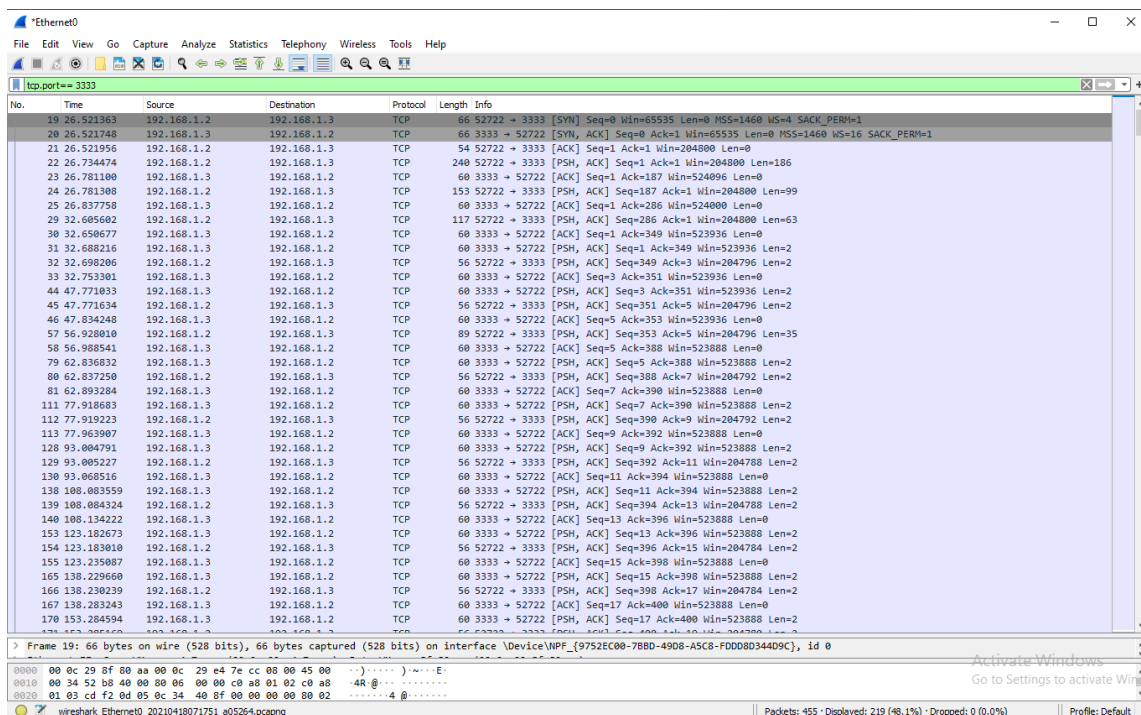 *Ethernet0
File Edit View Go Capture Analyze Statistics Telephony Wireless Tools Help
tcp.port== 3333
No. Time Source Destination Protocol Length Info
19 26.521363 192.168.1.2 192.168.1.3 TCP 66 52722 → 3333 [SYN] Seq=0 Win=65535 Len=0 MSS=1460 WS=4 SACK_PERM=1
20 26.521748 192.168.1.3 192.168.1.2 TCP 66 3333 → 52722 [SYN, ACK] Seq=0 Ack=1 Win=65535 Len=0 MSS=1460 WS=16 SACK_PERM=1
21 26.521956 192.168.1.2 192.168.1.3 TCP 54 52722 → 3333 [ACK] Seq=1 Ack=1 Win=204800 Len=0
22 26.734474 192.168.1.2 192.168.1.3 TCP 240 52722 → 3333 [PSH, ACK] Seq=1 Ack=1 Win=204800 Len=186
23 26.781100 192.168.1.3 192.168.1.2 TCP 60 3333 → 52722 [ACK] Seq=1 Ack=187 Win=524096 Len=0
24 26.781308 192.168.1.2 192.168.1.3 TCP 153 52722 → 3333 [PSH, ACK] Seq=187 Ack=1 Win=204800 Len=99
25 26.837758 192.168.1.3 192.168.1.2 TCP 60 3333 → 52722 [ACK] Seq=1 Ack=286 Win=524000 Len=0
29 32.605602 192.168.1.2 192.168.1.3 TCP 117 52722 → 3333 [PSH, ACK] Seq=286 Ack=1 Win=204800 Len=63
30 32.650677 192.168.1.3 192.168.1.2 TCP 60 3333 → 52722 [ACK] Seq=1 Ack=349 Win=523936 Len=0
31 32.688216 192.168.1.3 192.168.1.2 TCP 60 3333 → 52722 [PSH, ACK] Seq=1 Ack=349 Win=523936 Len=2
32 32.698206 192.168.1.2 192.168.1.3 TCP 56 52722 → 3333 [PSH, ACK] Seq=349 Ack=3 Win=204796 Len=2
33 32.753301 192.168.1.3 192.168.1.2 TCP 60 3333 → 52722 [ACK] Seq=3 Ack=351 Win=523936 Len=0
44 47.771033 192.168.1.3 192.168.1.2 TCP 60 3333 → 52722 [PSH, ACK] Seq=3 Ack=351 Win=523936 Len=2
45 47.771634 192.168.1.2 192.168.1.3 TCP 56 52722 → 3333 [PSH, ACK] Seq=351 Ack=5 Win=204796 Len=2
46 47.834248 192.168.1.3 192.168.1.2 TCP 60 3333 → 52722 [ACK] Seq=5 Ack=353 Win=523936 Len=0
57 56.928010 192.168.1.2 192.168.1.3 TCP 89 52722 → 3333 [PSH, ACK] Seq=353 Ack=5 Win=204796 Len=35
58 56.988541 192.168.1.3 192.168.1.2 TCP 60 3333 → 52722 [ACK] Seq=5 Ack=388 Win=523888 Len=0
79 62.836832 192.168.1.3 192.168.1.2 TCP 60 3333 → 52722 [PSH, ACK] Seq=5 Ack=388 Win=523888 Len=2
80 62.837250 192.168.1.2 192.168.1.3 TCP 56 52722 → 3333 [PSH, ACK] Seq=388 Ack=7 Win=204792 Len=2
81 62.893284 192.168.1.3 192.168.1.2 TCP 60 3333 → 52722 [ACK] Seq=7 Ack=390 Win=523888 Len=0
111 77.918683 192.168.1.3 192.168.1.2 TCP 60 3333 → 52722 [PSH, ACK] Seq=7 Ack=390 Win=523888 Len=2
112 77.919223 192.168.1.2 192.168.1.3 TCP 56 52722 → 3333 [PSH, ACK] Seq=390 Ack=9 Win=204792 Len=2
113 77.963907 192.168.1.3 192.168.1.2 TCP 60 3333 → 52722 [ACK] Seq=9 Ack=392 Win=523888 Len=0
128 93.004791 192.168.1.3 192.168.1.2 TCP 60 3333 → 52722 [PSH, ACK] Seq=9 Ack=392 Win=523888 Len=2
129 93.005227 192.168.1.2 192.168.1.3 TCP 56 52722 → 3333 [PSH, ACK] Seq=392 Ack=11 Win=204788 Len=2
130 93.068516 192.168.1.3 192.168.1.2 TCP 60 3333 → 52722 [ACK] Seq=11 Ack=394 Win=523888 Len=0
138 108.083559 192.168.1.3 192.168.1.2 TCP 60 3333 → 52722 [PSH, ACK] Seq=11 Ack=394 Win=523888 Len=2
139 108.084324 192.168.1.2 192.168.1.3 TCP 56 52722 → 3333 [PSH, ACK] Seq=394 Ack=13 Win=204788 Len=2
140 108.134222 192.168.1.3 192.168.1.2 TCP 60 3333 → 52722 [ACK] Seq=13 Ack=396 Win=523888 Len=0
153 123.182673 192.168.1.3 192.168.1.2 TCP 60 3333 → 52722 [PSH, ACK] Seq=13 Ack=396 Win=523888 Len=2
154 123.183010 192.168.1.2 192.168.1.3 TCP 56 52722 → 3333 [PSH, ACK] Seq=396 Ack=15 Win=204784 Len=2
155 123.235087 192.168.1.3 192.168.1.2 TCP 60 3333 → 52722 [ACK] Seq=15 Ack=398 Win=523888 Len=0
165 138.229660 192.168.1.3 192.168.1.2 TCP 60 3333 → 52722 [PSH, ACK] Seq=15 Ack=398 Win=523888 Len=2
166 138.230239 192.168.1.2 192.168.1.3 TCP 56 52722 → 3333 [PSH, ACK] Seq=398 Ack=17 Win=204784 Len=2
167 138.283243 192.168.1.3 192.168.1.2 TCP 60 3333 → 52722 [ACK] Seq=17 Ack=400 Win=523888 Len=0
170 153.284594 192.168.1.3 192.168.1.2 TCP 60 3333 → 52722 [PSH, ACK] Seq=17 Ack=400 Win=523888 Len=2
> Frame 19: 66 bytes on wire (528 bits), 66 bytes captured (528 bits) on interface \Device\NPF_{9752EC00-7BBD-49D8-A5C8-FDDD8D344D9C}, id 0
0000 00 0c 29 8f 80 aa 00 0c 29 e4 7e cc 08 00 45 00 ··)····· )·~···E·
0010 00 34 52 b8 40 00 80 06 00 00 c0 a8 01 02 c0 a8 ·4R·@··· ········
0020 01 03 cd f2 0d 05 0c 34 40 8f 00 00 00 00 80 02 ·······4 @·······
Activate Windows
Go to Settings to activate Win
wireshark_Ethernet0_20210418071751_a05264.pcapng
Packets: 455 · Displayed: 219 (48.1%) · Dropped: 0 (0.0%)
Profile: Default